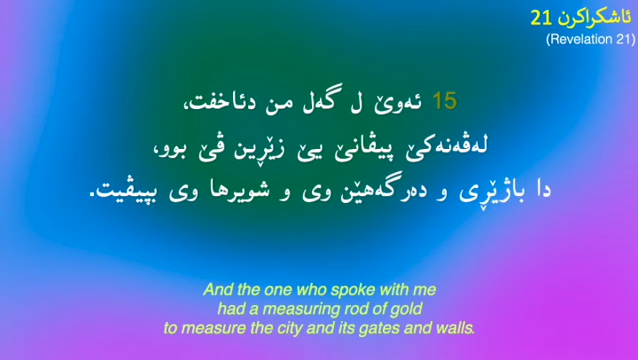 ئاشکراکرن 21
(Revelation 21)
15 ئەوێ ل گەل من دئاخفت،
لەڤەنەکێ پیڤانێ یێ زێڕین ڤێ بوو،
دا باژێڕی و دەرگەهێن وی و شویرها وی بپیڤیت.
And the one who spoke with me
had a measuring rod of gold
to measure the city and its gates and walls.